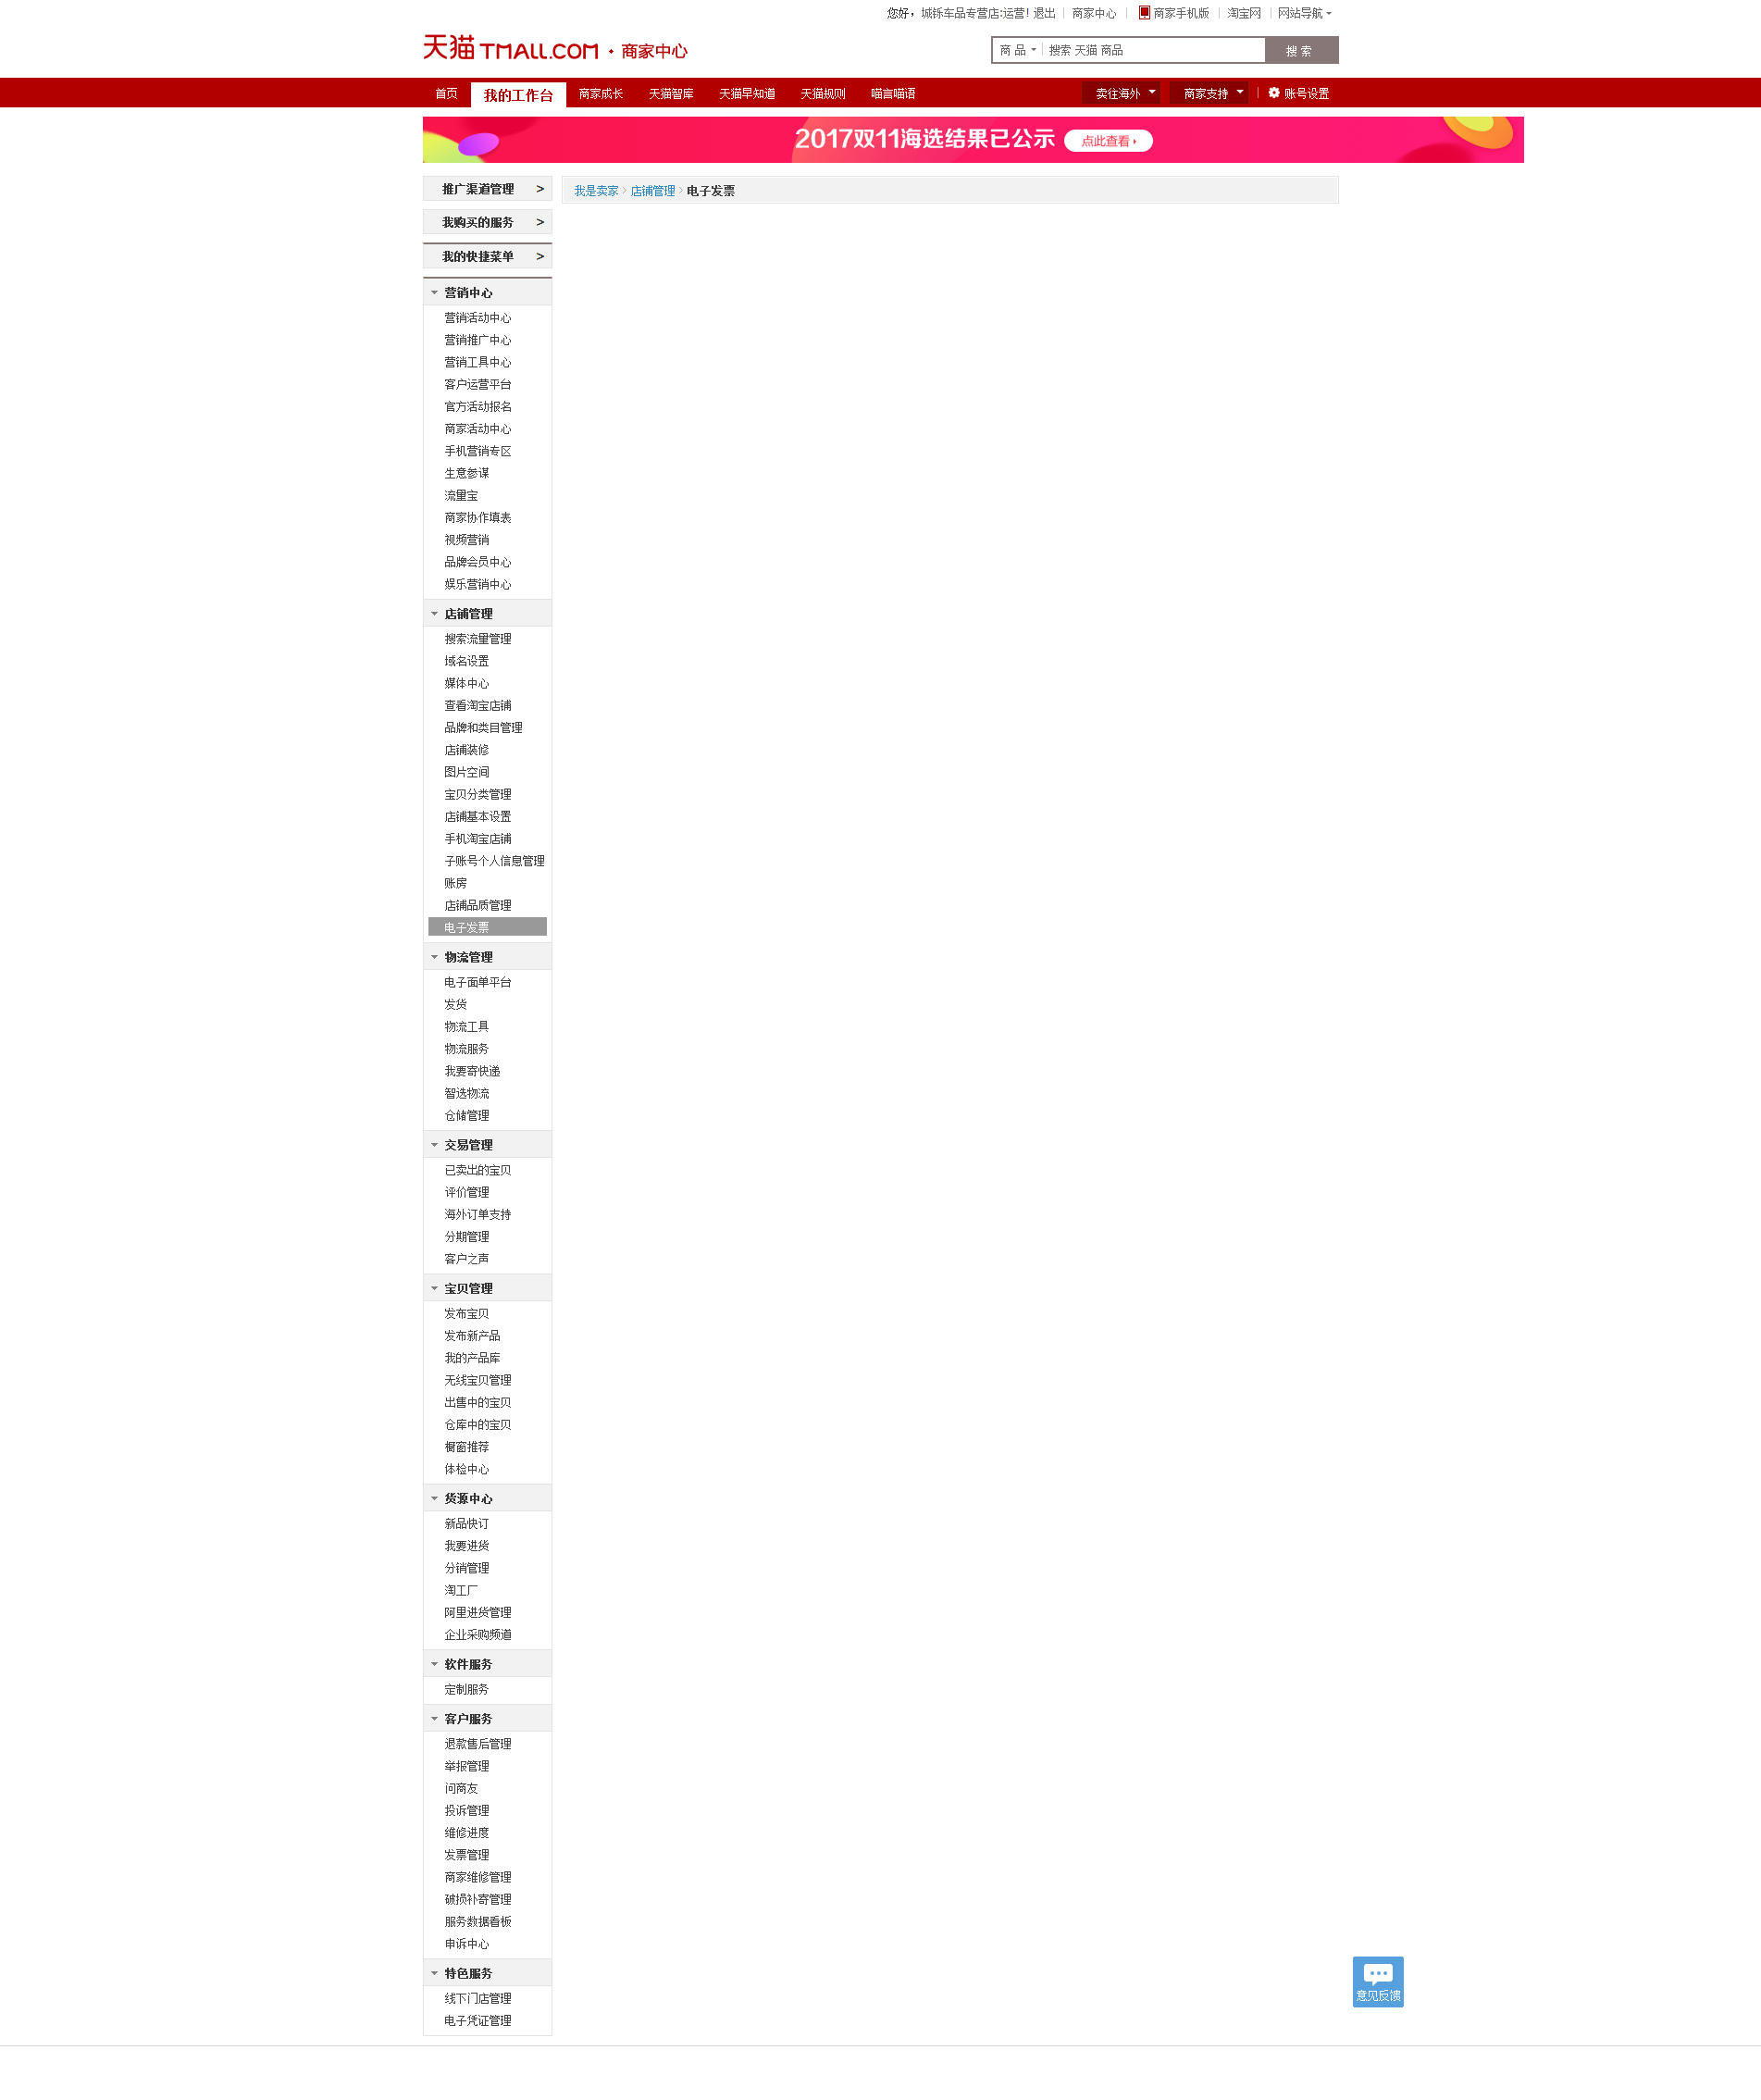 您好，城铄车品专营店:运营! 退出 商家中心 商家手机版 淘宝网 网站导航
天猫 TMALL.COM · 商家中心
商 品 搜索 天猫 商品 搜 索
首页 我的工作台 商家成长 天猫智库 天猫早知道 天猫规则 喵言喵语 卖往海外 商家支持 账号设置
2017双11海选结果已公示 点此查看
推广渠道管理 >
我是卖家 > 店铺管理 > 电子发票
我购买的服务 >
我的快捷菜单 >
营销中心
营销活动中心
营销推广中心
营销工具中心
客户运营平台
官方活动报名
商家活动中心
手机营销专区
生意参谋
流量宝
商家协作填表
视频营销
品牌会员中心
娱乐营销中心
店铺管理
搜索流量管理
域名设置
媒体中心
查看淘宝店铺
品牌和类目管理
店铺装修
图片空间
宝贝分类管理
店铺基本设置
手机淘宝店铺
子账号个人信息管理
账房
店铺品质管理
电子发票
物流管理
电子面单平台
发货
物流工具
物流服务
我要寄快递
智选物流
仓储管理
交易管理
已卖出的宝贝
评价管理
海外订单支持
分期管理
客户之声
宝贝管理
发布宝贝
发布新产品
我的产品库
无线宝贝管理
出售中的宝贝
仓库中的宝贝
橱窗推荐
体检中心
货源中心
新品快订
我要进货
分销管理
淘工厂
阿里进货管理
企业采购频道
软件服务
定制服务
客户服务
退款售后管理
举报管理
问商友
投诉管理
维修进度
发票管理
商家维修管理
破损补寄管理
服务数据看板
申诉中心
特色服务
线下门店管理
电子凭证管理
意见反馈